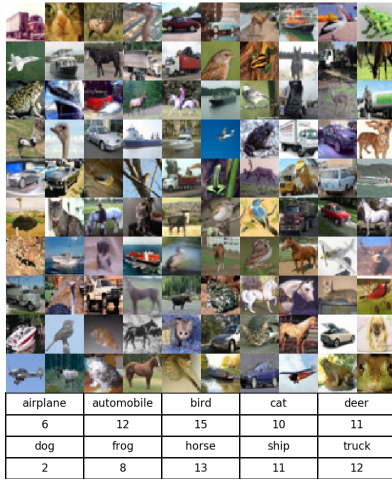 airplane automobile bird cat deer
6 12 15 10 11
dog frog horse ship truck
2 8 13 11 12